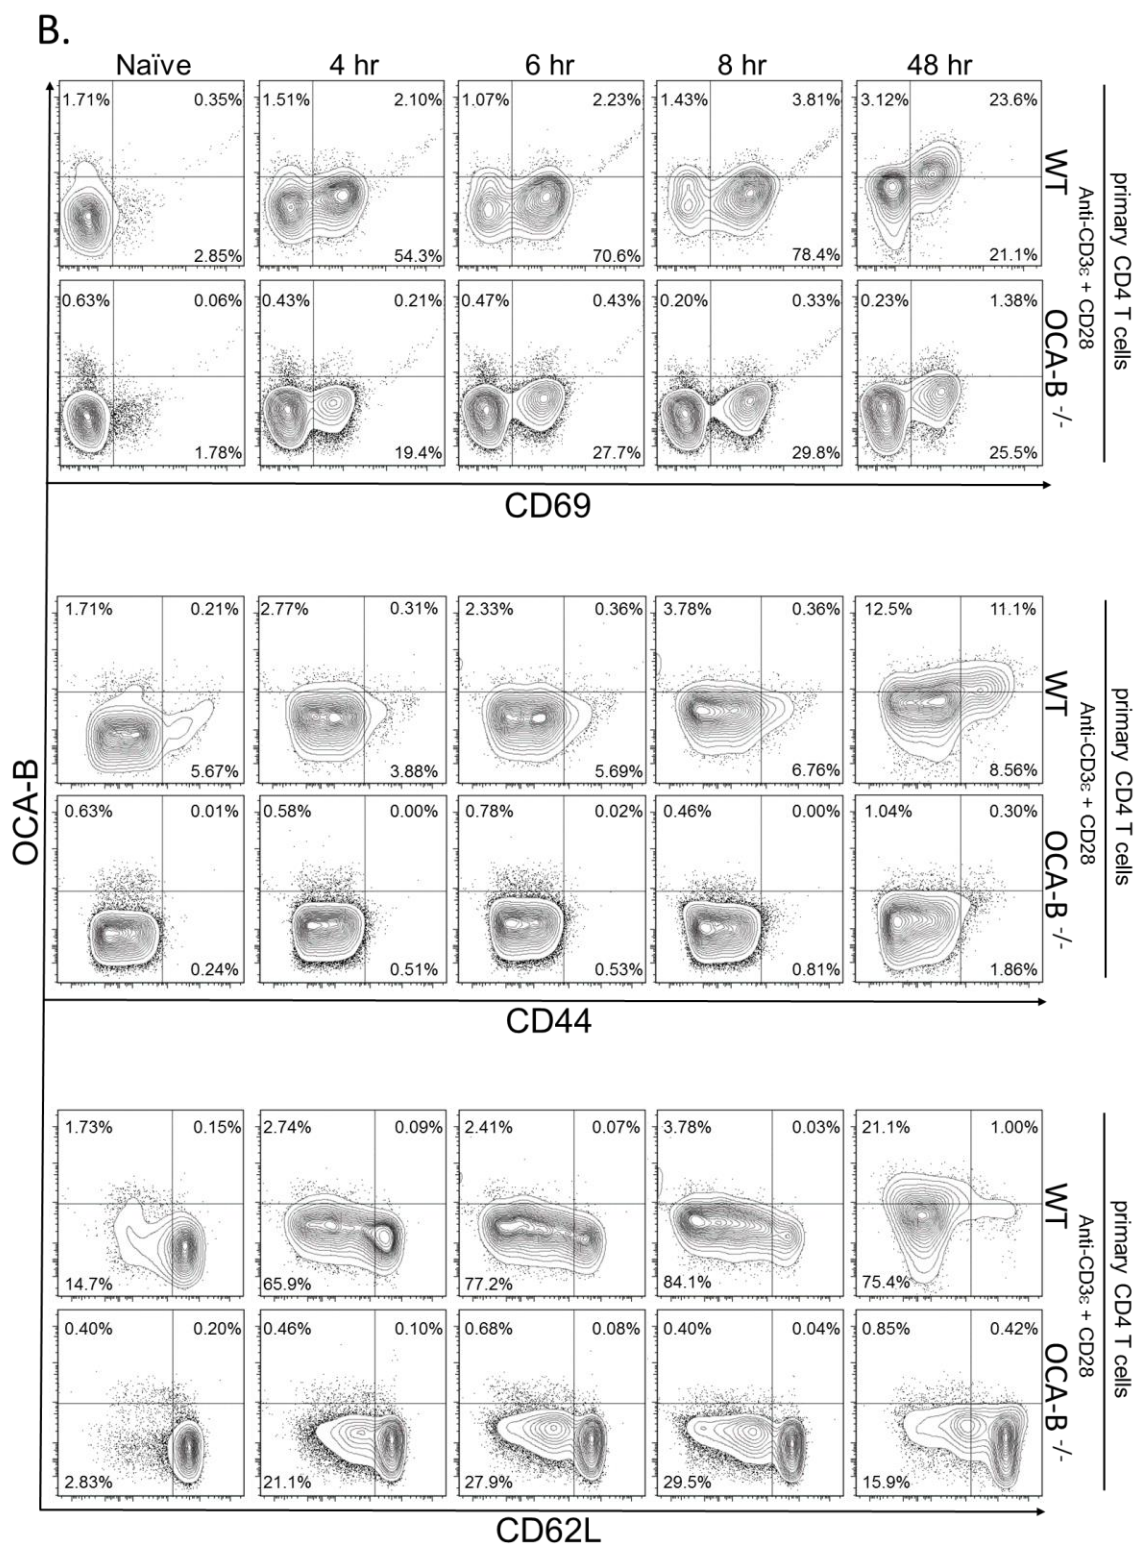 B.
Naïve 4 hr 6 hr 8 hr 48 hr
1.71% 0.35% 1.51% 2.10% 1.07% 2.23% 1.43% 3.81% 3.12% 23.6%
2.85% 54.3% 70.6% 78.4% 21.1%
WT
0.63% 0.06% 0.43% 0.21% 0.47% 0.43% 0.20% 0.33% 0.23% 1.38%
1.78% 19.4% 27.7% 29.8% 25.5%
OCA-B -/-
Anti-CD3ε + CD28
primary CD4 T cells
CD69
1.71% 0.21% 2.77% 0.31% 2.33% 0.36% 3.78% 0.36% 12.5% 11.1%
5.67% 3.88% 5.69% 6.76% 8.56%
WT
0.63% 0.01% 0.58% 0.00% 0.78% 0.02% 0.46% 0.00% 1.04% 0.30%
0.24% 0.51% 0.53% 0.81% 1.86%
OCA-B -/-
Anti-CD3ε + CD28
primary CD4 T cells
OCA-B
CD44
1.73% 0.15% 2.74% 0.09% 2.41% 0.07% 3.78% 0.03% 21.1% 1.00%
14.7% 65.9% 77.2% 84.1% 75.4%
WT
0.40% 0.20% 0.46% 0.10% 0.68% 0.08% 0.40% 0.04% 0.85% 0.42%
2.83% 21.1% 27.9% 29.5% 15.9%
OCA-B -/-
Anti-CD3ε + CD28
primary CD4 T cells
CD62L